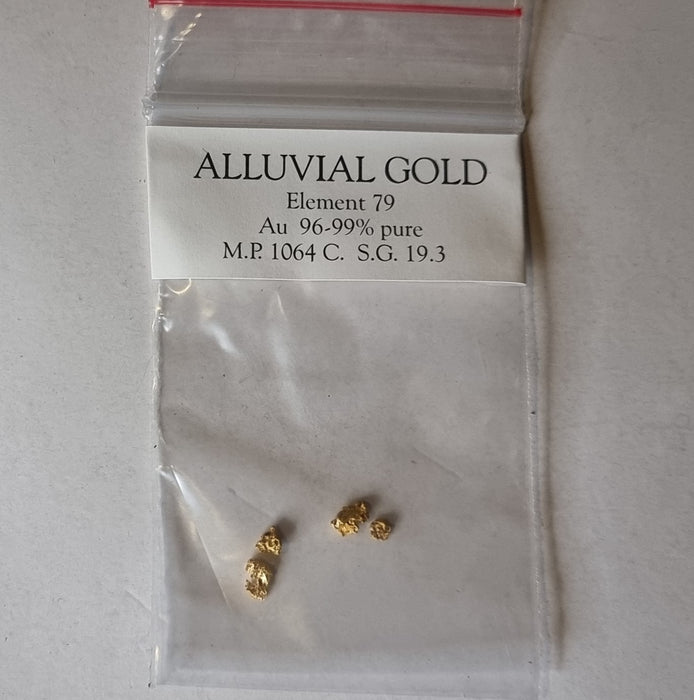 ALLUVIAL GOLD
Element 79
Au 96-99% pure
M.P. 1064 C. S.G. 19.3